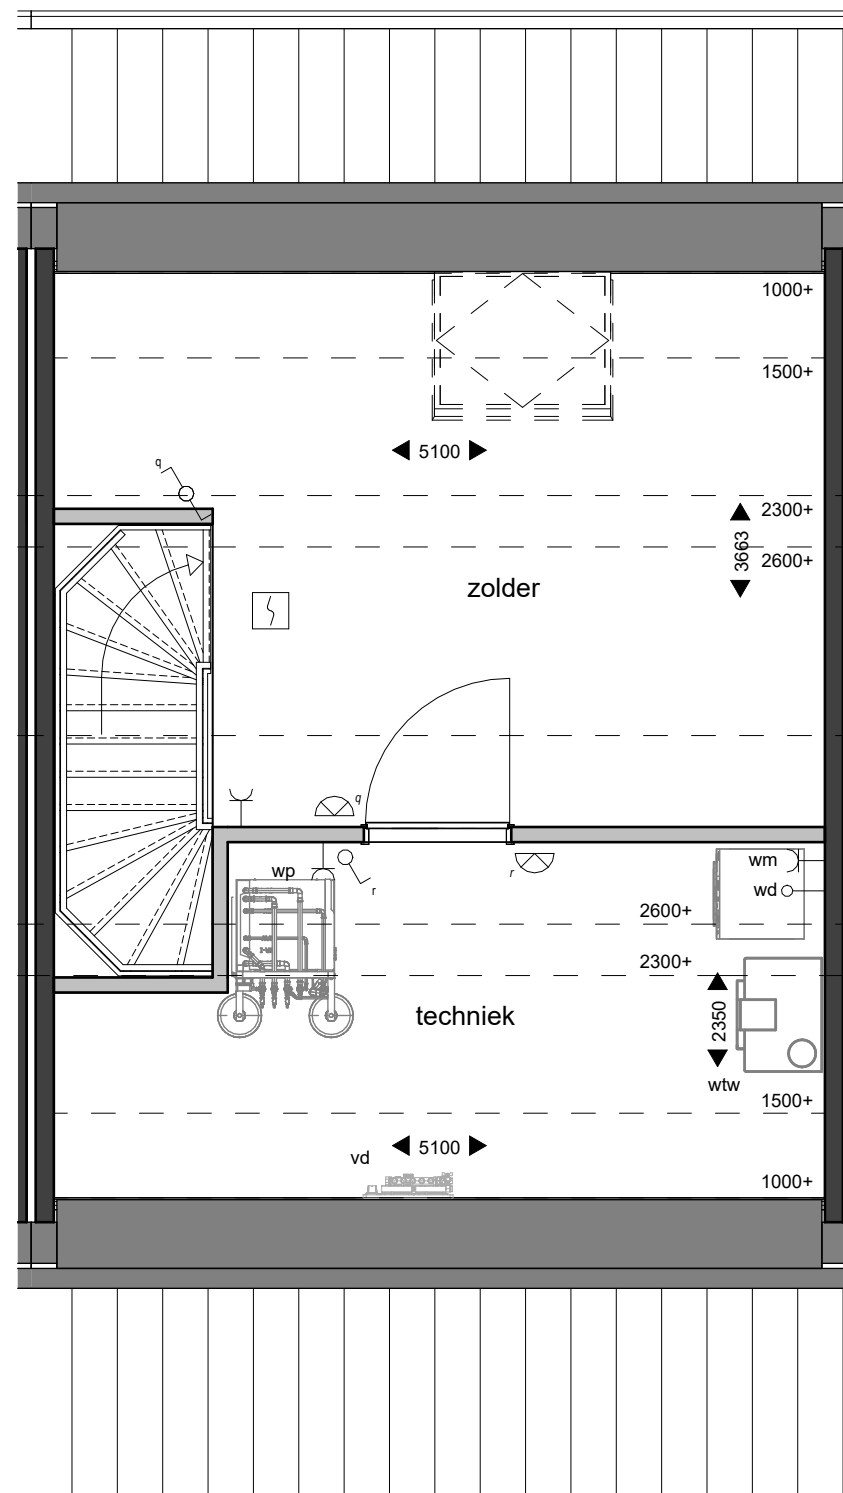 1000+
1500+
5100
q
2300+
3663
2600+
zolder
q
wp
r
r
wm
wd
2600+
2300+
techniek
2350
wtw
1500+
5100
vd
1000+